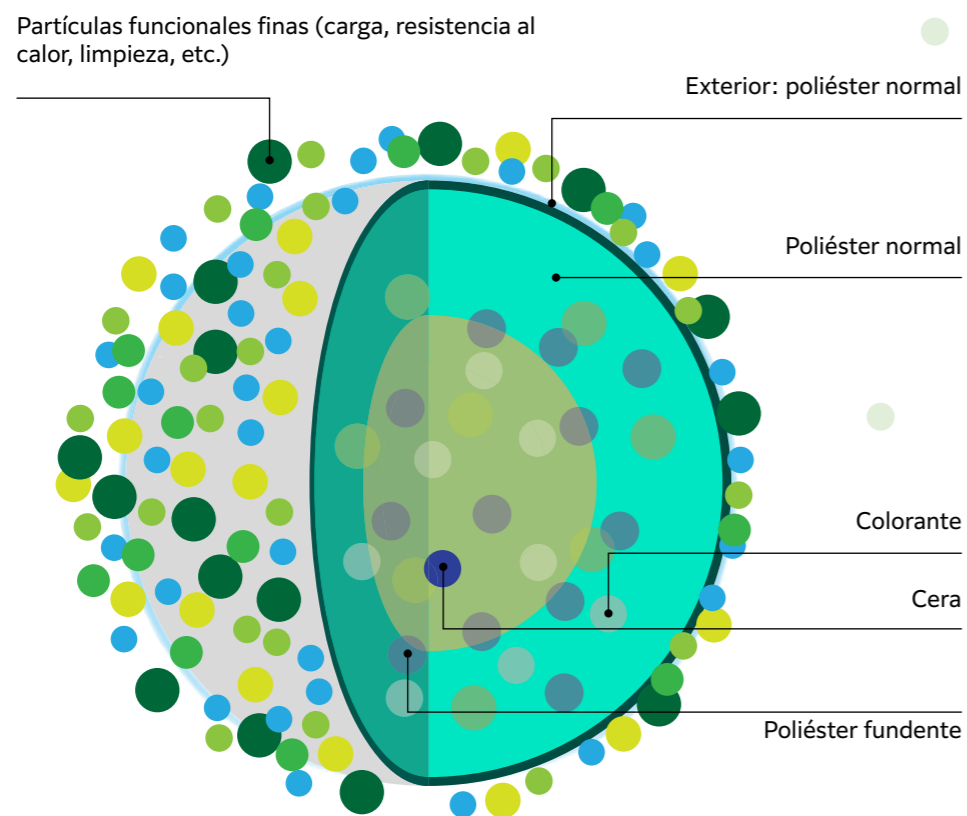 Partículas funcionales finas (carga, resistencia al
calor, limpieza, etc.)
Exterior: poliéster normal
Poliéster normal
Colorante
Cera
Poliéster fundente